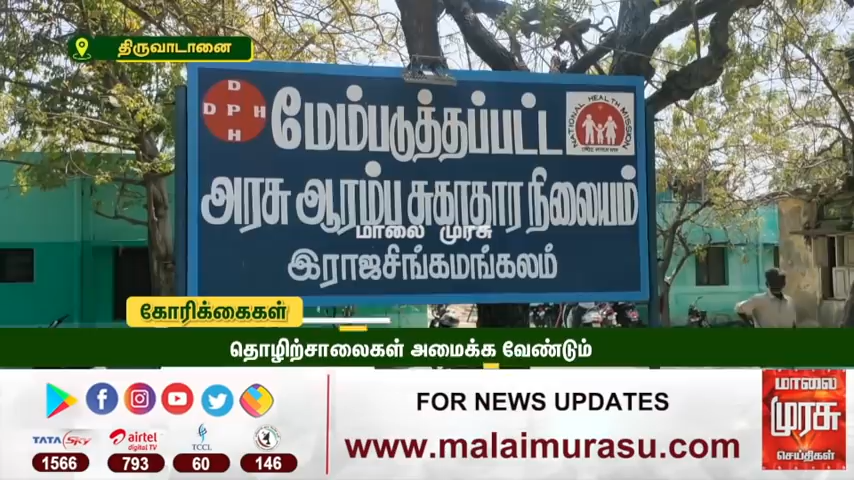 திருவாடானை
D
D P H
H
மேம்படுத்தப்பட்ட
NATIONAL HEALTH MISSION
அரசு ஆரம்ப சுகாதார நிலையம்
மாலை முரசு
இராஜசிங்கமங்கலம்
கோரிக்கைகள்
தொழிற்சாலைகள் அமைக்க வேண்டும்
FOR NEWS UPDATES
www.malaimurasu.com
மாலை
முரசு
செய்திகள்
TATA SKY
airtel
digital TV
TCCL
1566
793
60
146